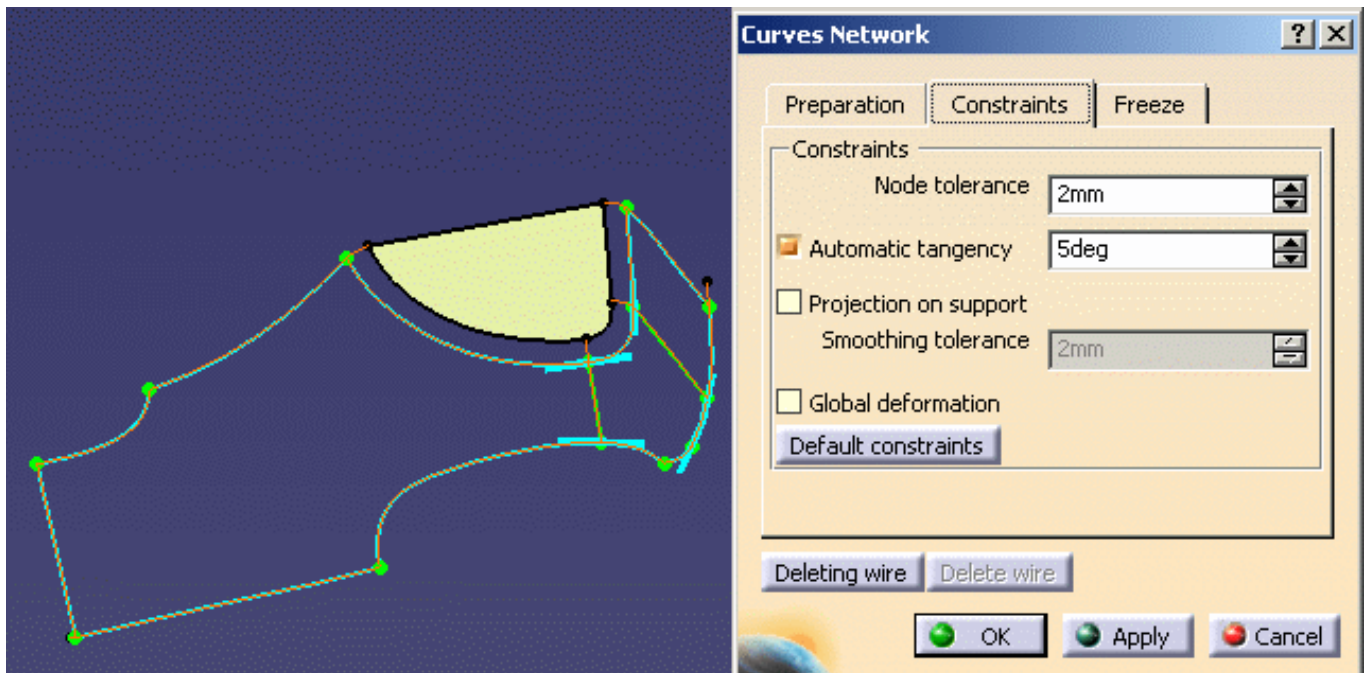 Curves Network
Preparation Constraints Freeze
Constraints
Node tolerance 2mm
Automatic tangency 5deg
Projection on support
Smoothing tolerance 2mm
Global deformation
Default constraints
Deleting wire Delete wire
OK Apply Cancel